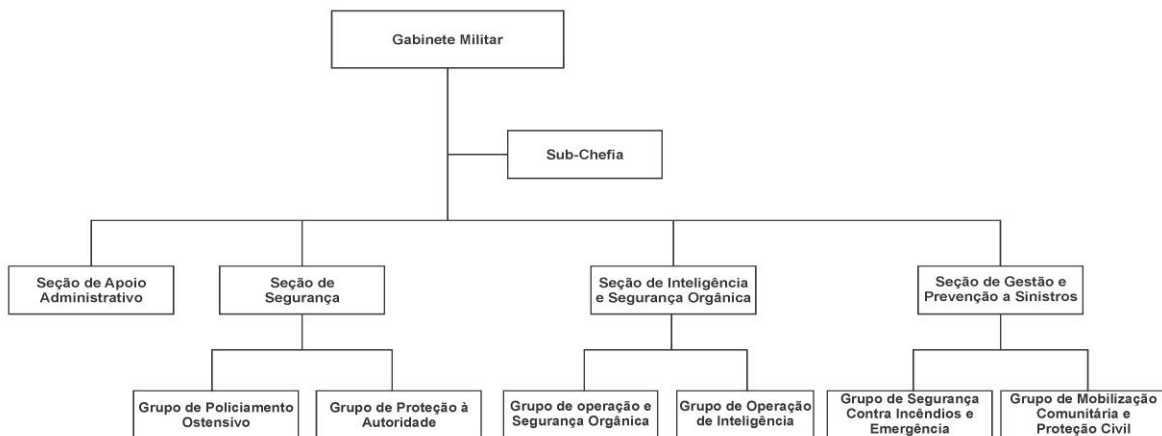 Gabinete Militar
Sub-Chefia
Seção de Apoio
Administrativo
Seção de
Segurança
Seção de Inteligência
e Segurança Orgânica
Seção de Gestão e
Prevenção a Sinistros
Grupo de Policiamento
Ostensivo
Grupo de Proteção à
Autoridade
Grupo de operação e
Segurança Orgânica
Grupo de Operação
de Inteligência
Grupo de Segurança
Contra Incêndios e
Emergência
Grupo de Mobilização
Comunitária e
Proteção Civil